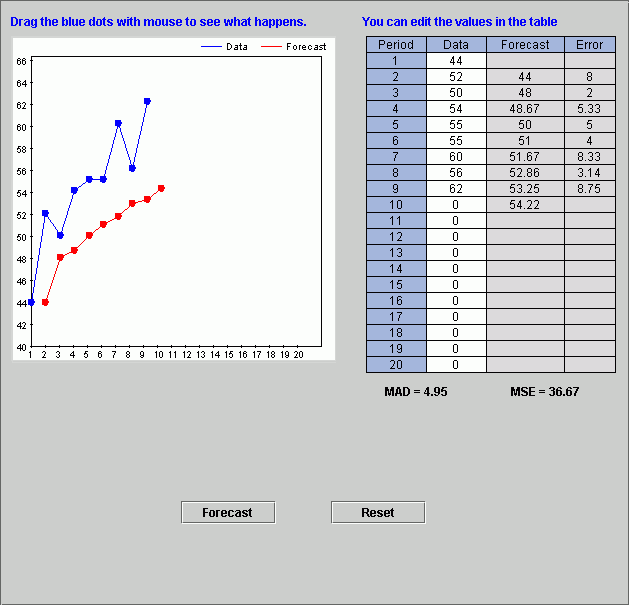 Drag the blue dots with mouse to see what happens.
Data Forecast
66
64
62
60
58
56
54
52
50
48
46
44
42
40
1 2 3 4 5 6 7 8 9 10 11 12 13 14 15 16 17 18 19 20
You can edit the values in the table
Period Data Forecast Error
1 44
2 52 44 8
3 50 48 2
4 54 48.67 5.33
5 55 50 5
6 55 51 4
7 60 51.67 8.33
8 56 52.86 3.14
9 62 53.25 8.75
10 0 54.22
11 0
12 0
13 0
14 0
15 0
16 0
17 0
18 0
19 0
20 0
MAD = 4.95 MSE = 36.67
Forecast Reset